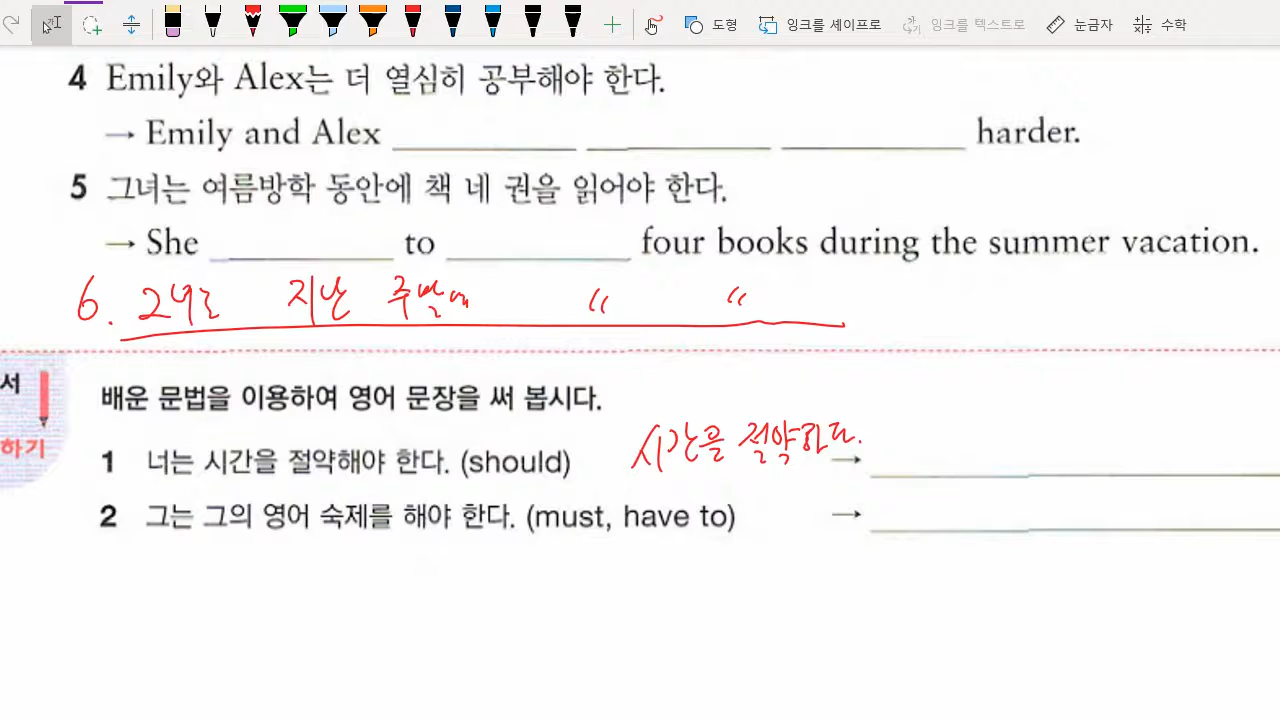 도형 잉크를 셰이프로 잉크를 텍스트로 눈금자 수학
4 Emily와 Alex는 더 열심히 공부해야 한다.
→ Emily and Alex ________ ________ ________ harder.
5 그녀는 여름방학 동안에 책 네 권을 읽어야 한다.
→ She ________ to ________ four books during the summer vacation.
6. 그녀는 지난 주말에 〃 〃
서
하기
배운 문법을 이용하여 영어 문장을 써 봅시다.
시간을 절약하다.
1 너는 시간을 절약해야 한다. (should) → ________
2 그는 그의 영어 숙제를 해야 한다. (must, have to) → ________